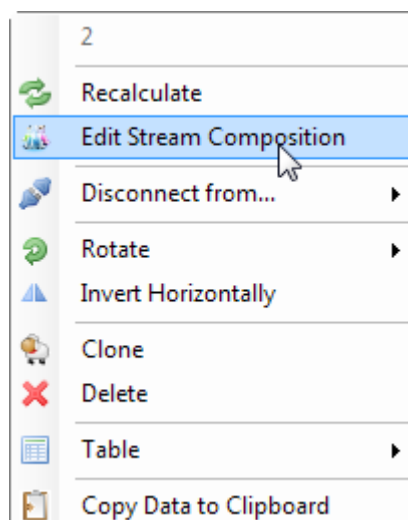 2
Recalculate
Edit Stream Composition
Disconnect from...
Rotate
Invert Horizontally
Clone
Delete
Table
Copy Data to Clipboard